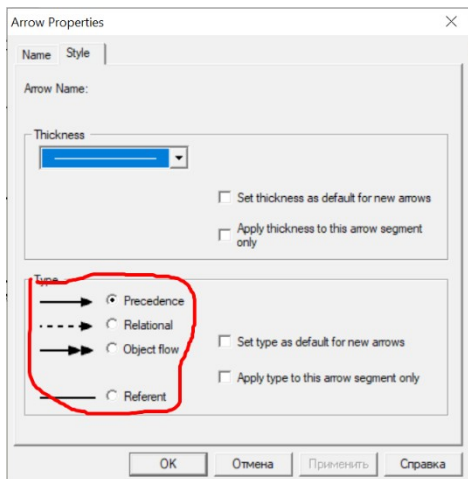 Arrow Properties
Name Style
Arrow Name:
Thickness
Set thickness as default for new arrows
Apply thickness to this arrow segment
only
Type
Precedence
Relational
Object flow
Set type as default for new arrows
Apply type to this arrow segment only
Referent
OK Отмена Применить Справка